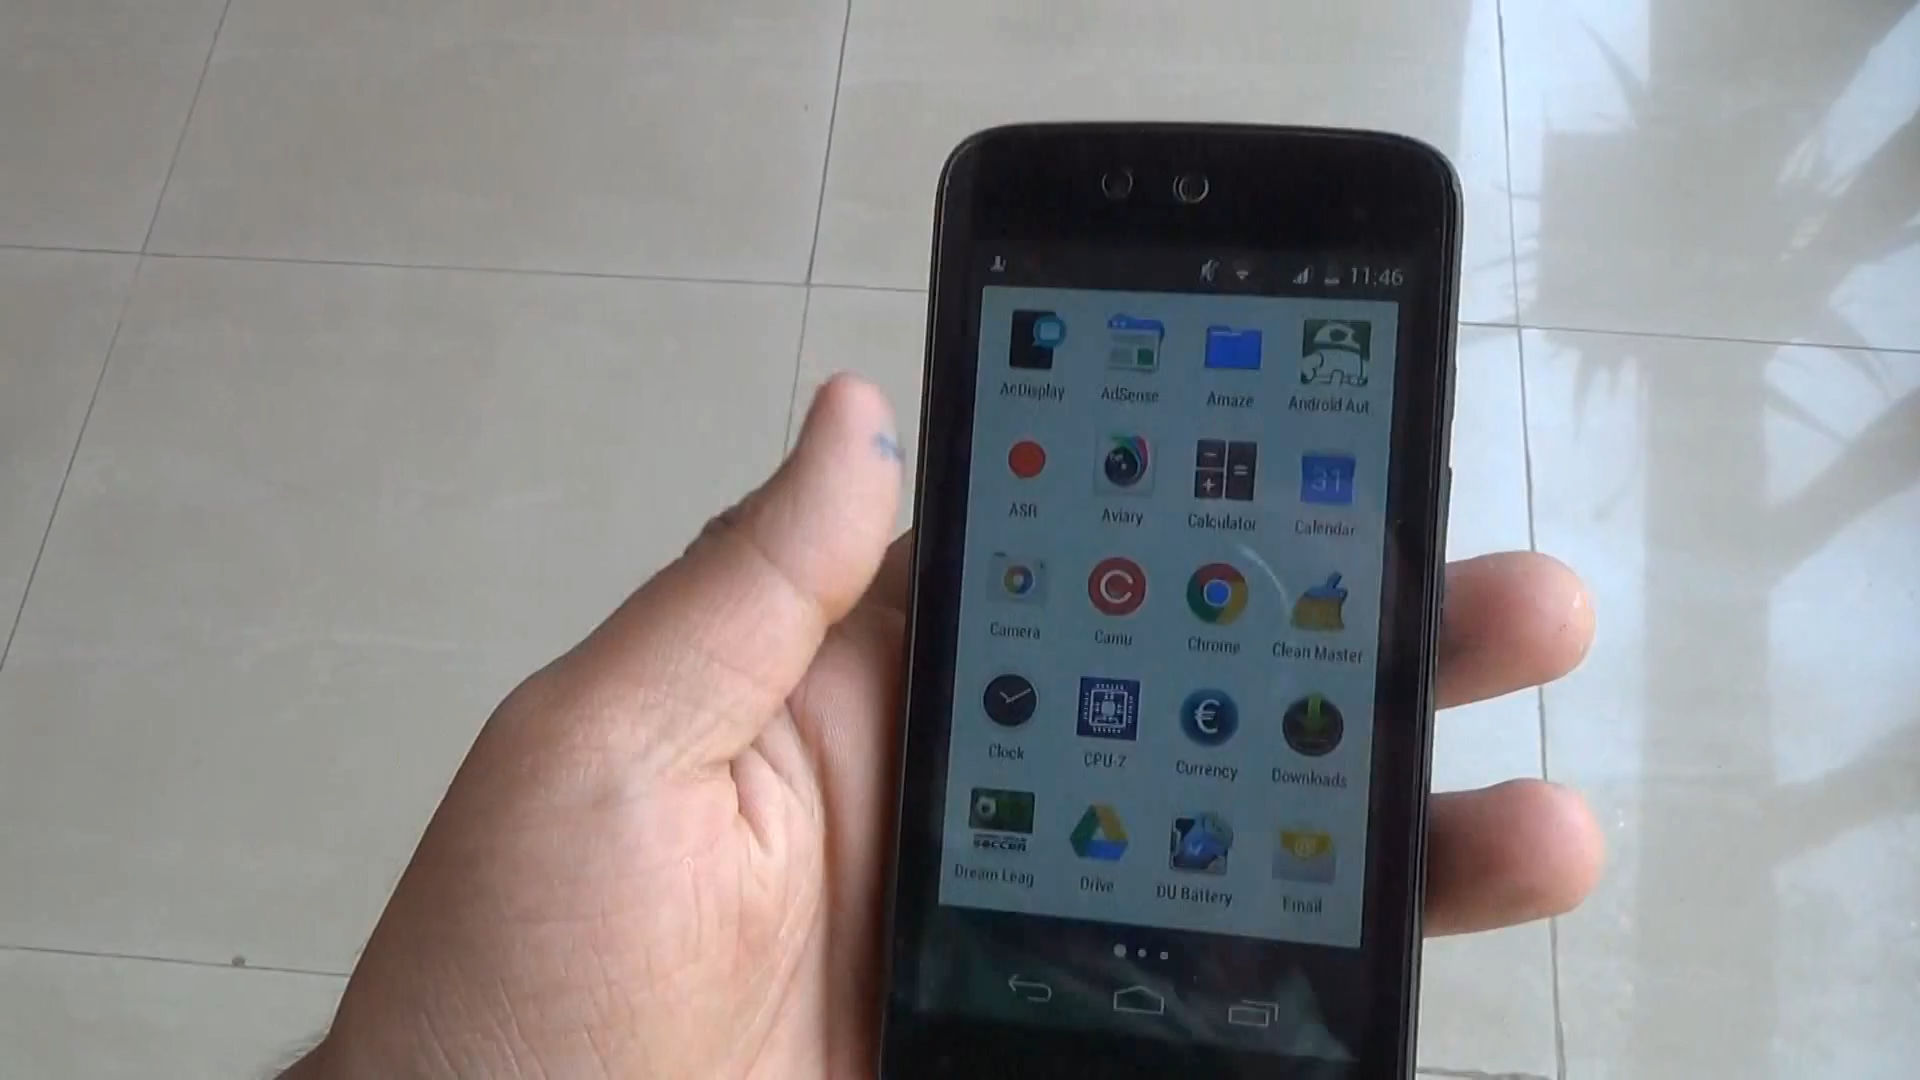 11:46
AcDisplay AdSense Amaze Android Aut
31
ASR Aviary Calculator Calendar
Camera Camu Chrome Clean Master
Clock CPU-Z Currency Downloads
SOCCER
Dream Leag Drive DU Battery Email